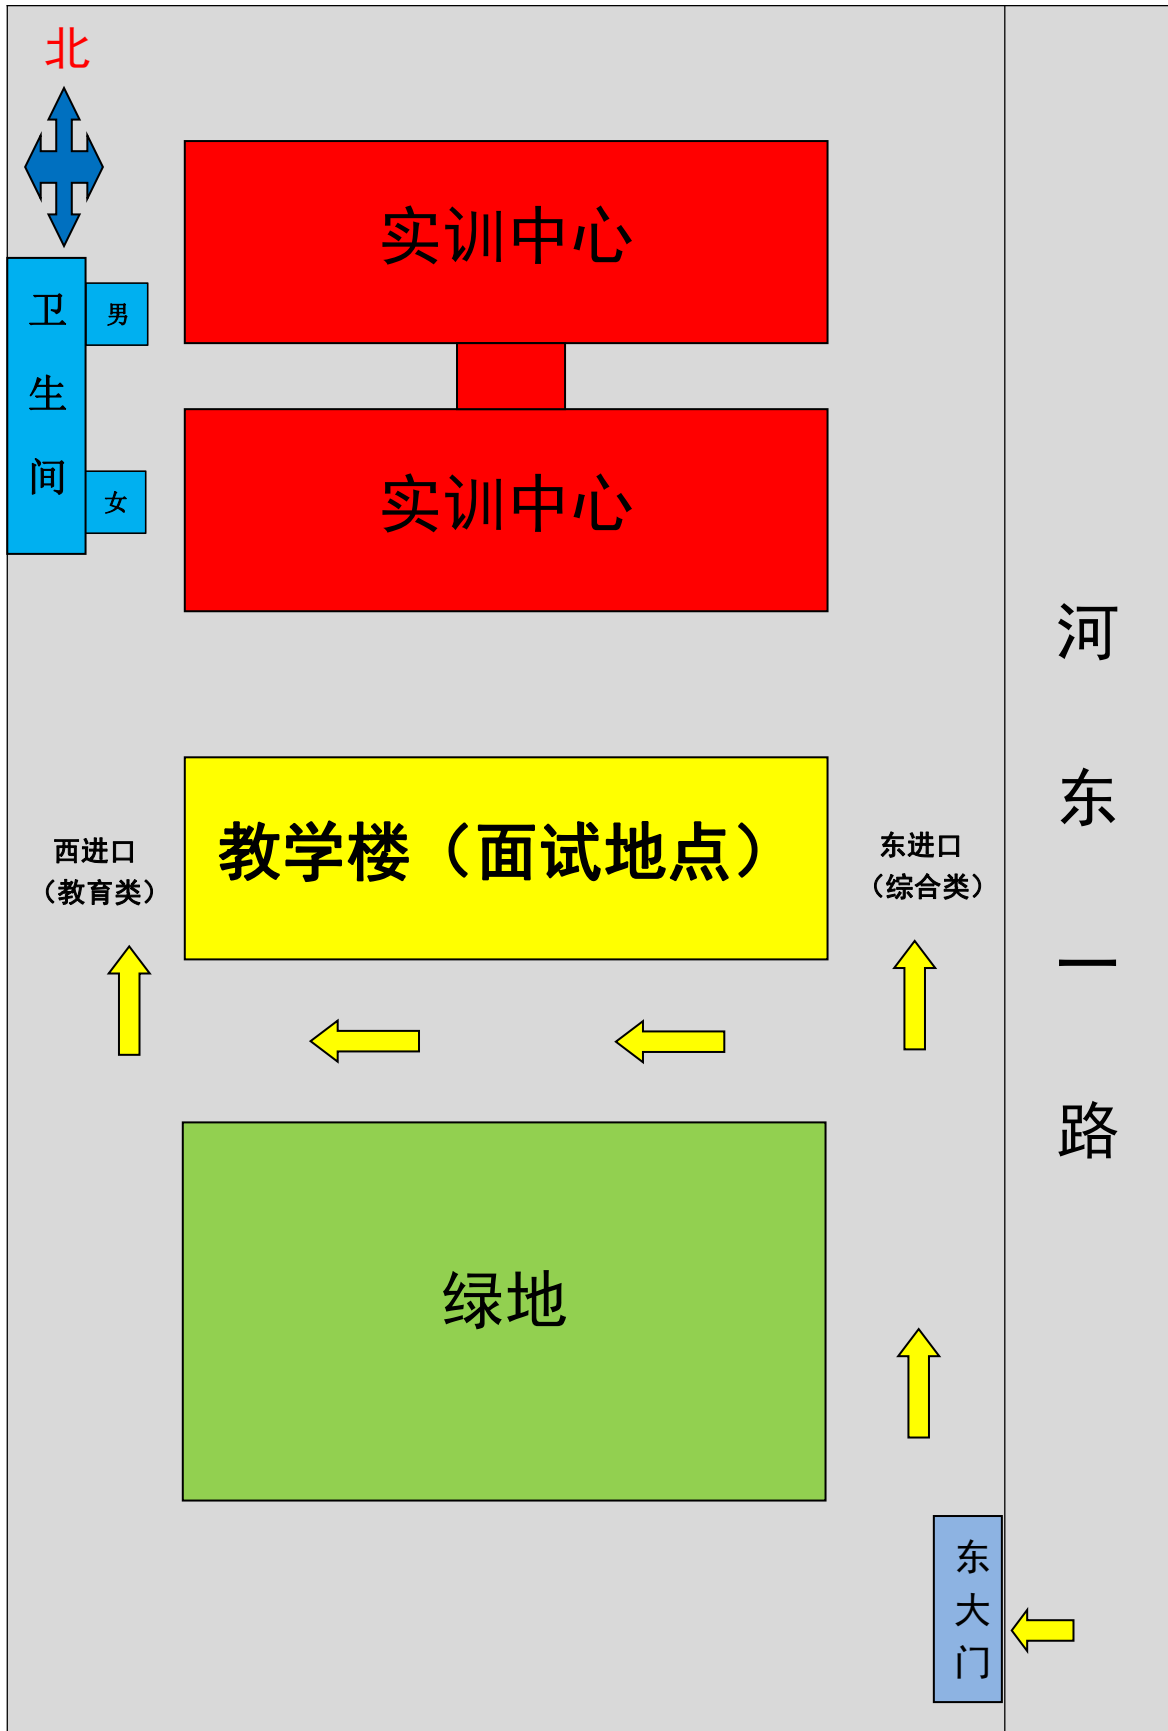 北
实训中心
卫生间
男
女
实训中心
河东一路
教学楼（面试地点）
西进口
（教育类）
东进口
（综合类）
绿地
东大门